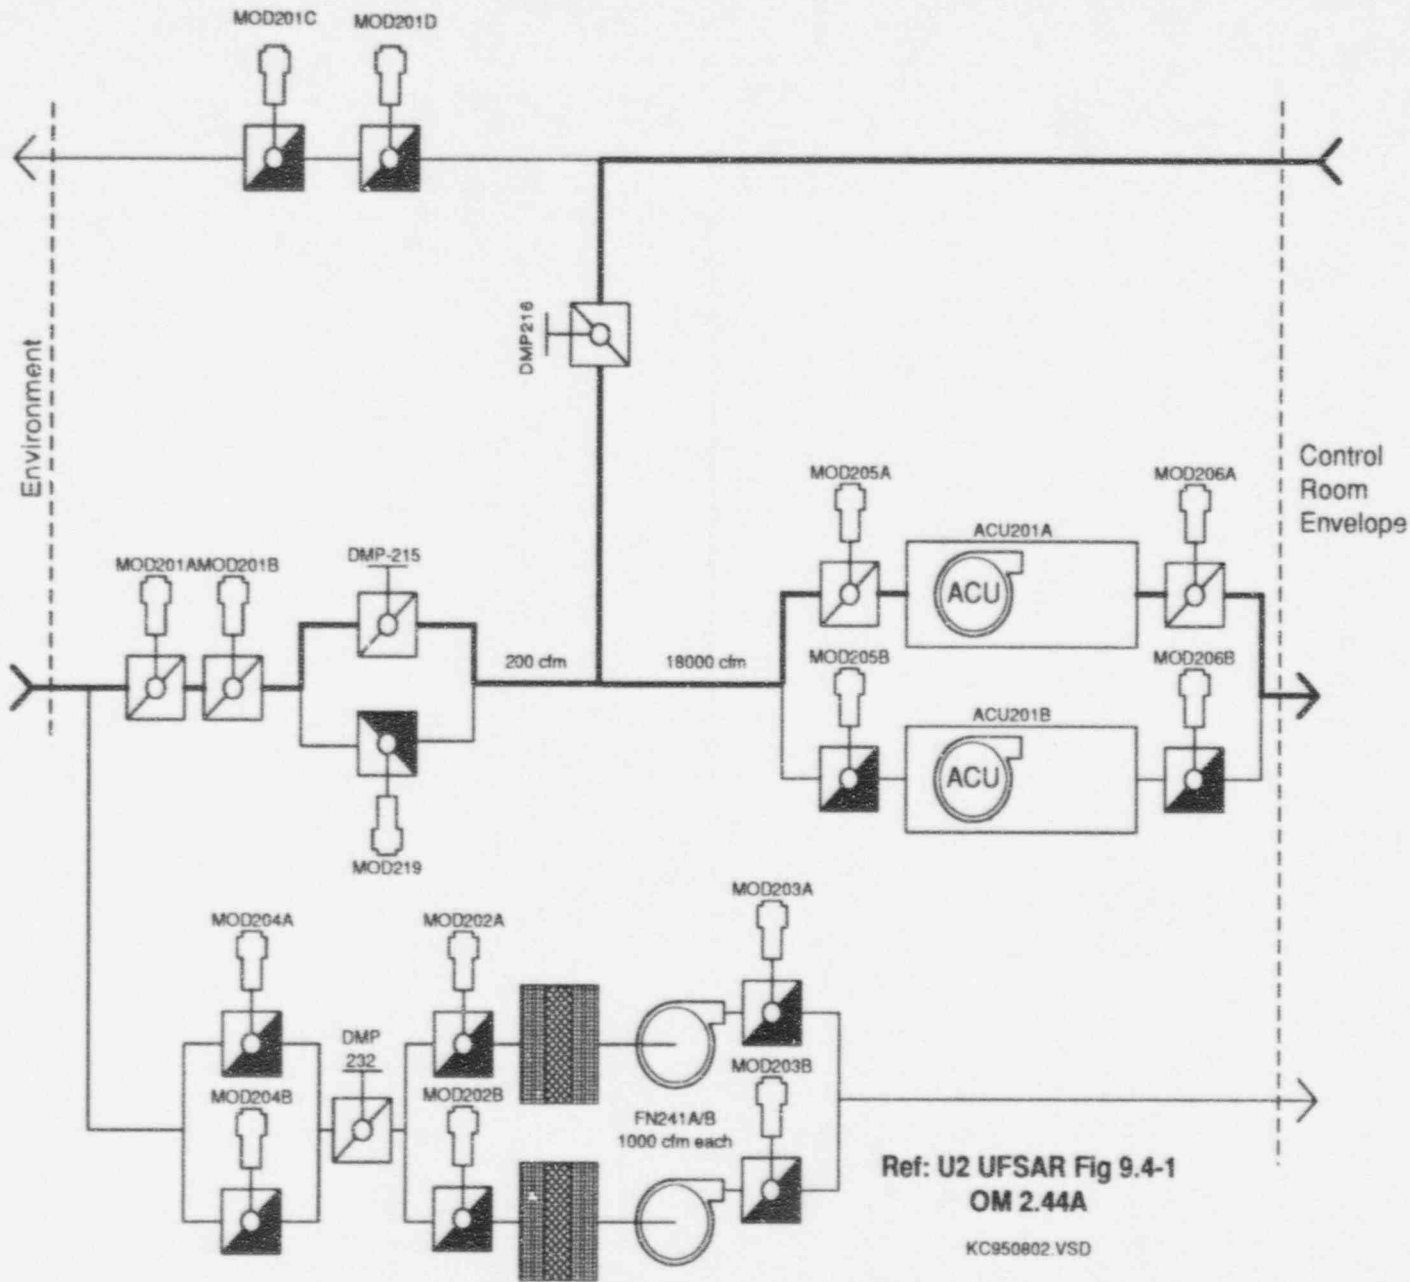 MOD201C
MOD201D
Environment
DMP216
MOD205A
MOD206A
Control
Room
Envelope
ACU201A
ACU
MOD201A
MOD201B
DMP-215
200 cfm
18000 cfm
MOD205B
MOD206B
ACU201B
ACU
MOD219
MOD203A
MOD204A
MOD202A
DMP
232
MOD203B
MOD204B
MOD202B
FN241A/B
1000 cfm each
Ref: U2 UFSAR Fig 9.4-1
OM 2.44A
KC950802.VSD